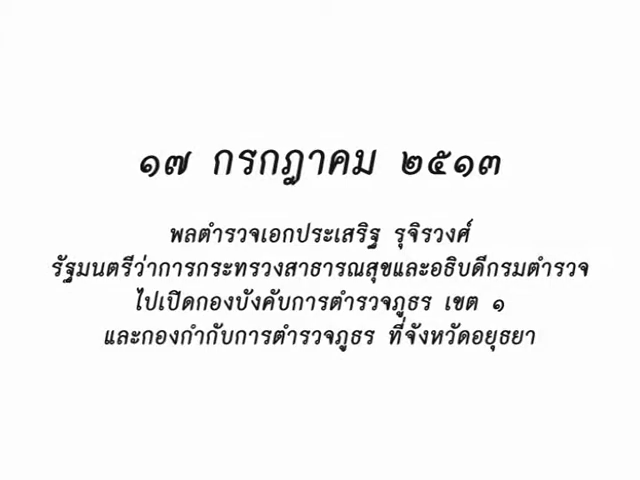 ๑๗ กรกฎาคม ๒๕๑๓
พลตำรวจเอกประเสริฐ รุจิรวงศ์
รัฐมนตรีว่าการกระทรวงสาธารณสุขและอธิบดีกรมตำรวจ
ไปเปิดกองบังคับการตำรวจภูธร เขต ๑
และกองกำกับการตำรวจภูธร ที่จังหวัดอยุธยา